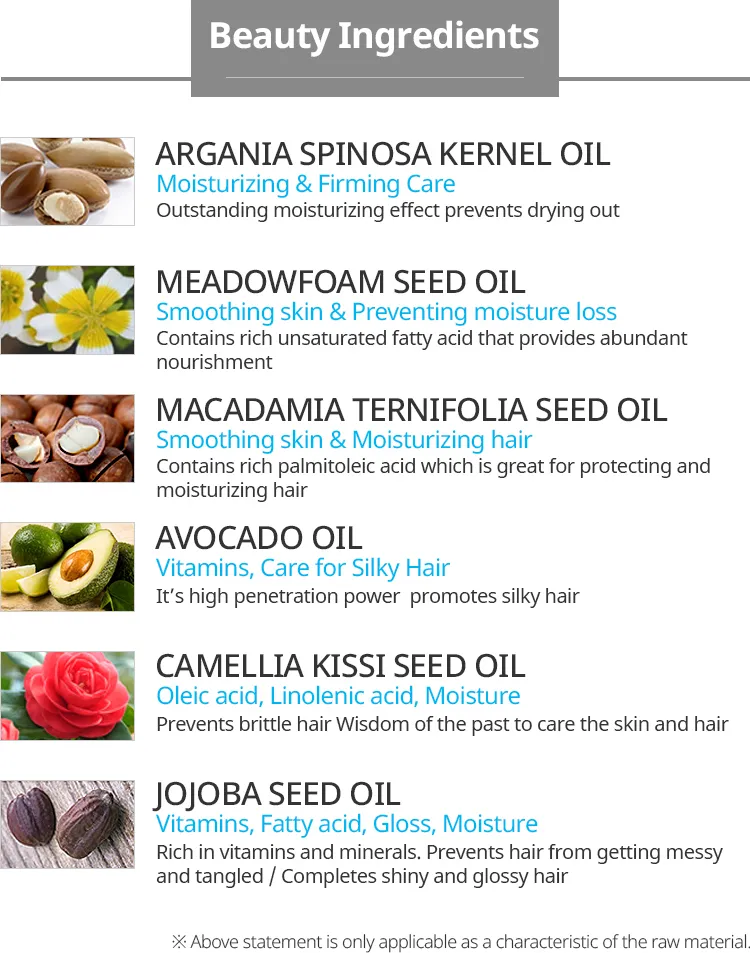 Beauty Ingredients
ARGANIA SPINOSA KERNEL OIL
Moisturizing & Firming Care
Outstanding moisturizing effect prevents drying out
MEADOWFOAM SEED OIL
Smoothing skin & Preventing moisture loss
Contains rich unsaturated fatty acid that provides abundant
nourishment
MACADAMIA TERNIFOLIA SEED OIL
Smoothing skin & Moisturizing hair
Contains rich palmitoleic acid which is great for protecting and
moisturizing hair
AVOCADO OIL
Vitamins, Care for Silky Hair
It’s high penetration power  promotes silky hair
CAMELLIA KISSI SEED OIL
Oleic acid, Linolenic acid, Moisture
Prevents brittle hair Wisdom of the past to care the skin and hair
JOJOBA SEED OIL
Vitamins, Fatty acid, Gloss, Moisture
Rich in vitamins and minerals. Prevents hair from getting messy
and tangled / Completes shiny and glossy hair
※ Above statement is only applicable as a characteristic of the raw material.